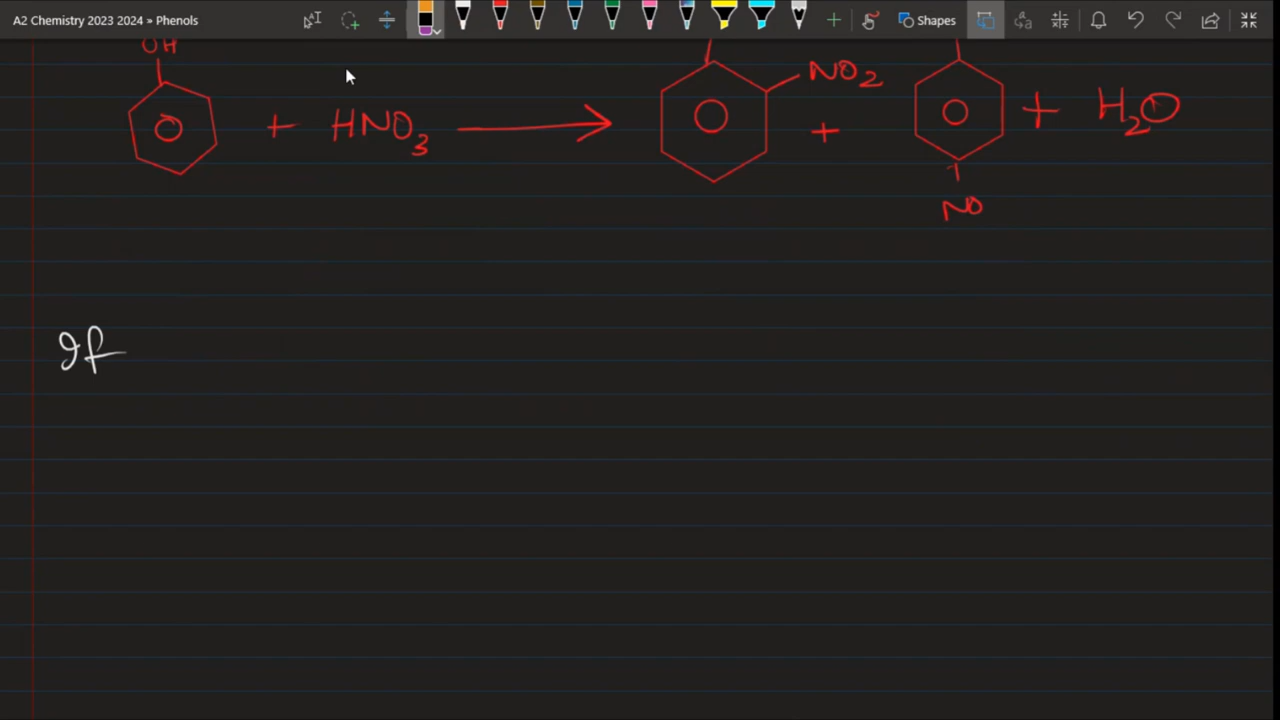 A2 Chemistry 2023 2024 » Phenols
Shapes
OH
+ HNO3 ⟶ NO2 + + H2O
NO
If